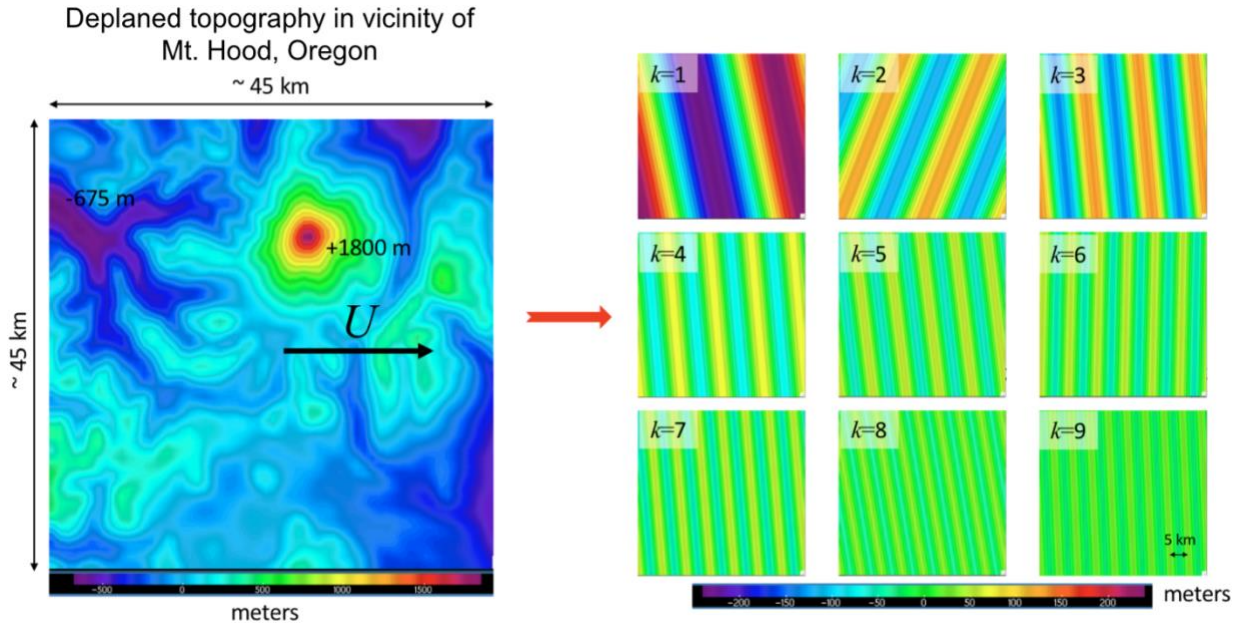 Deplaned topography in vicinity of
Mt. Hood, Oregon
~ 45 km
~ 45 km
-675 m
+1800 m
U
-500 0 500 1000 1500
meters
k=1 k=2 k=3
k=4 k=5 k=6
k=7 k=8 k=9
5 km
-200 -150 -100 -50 0 50 100 150 200
meters